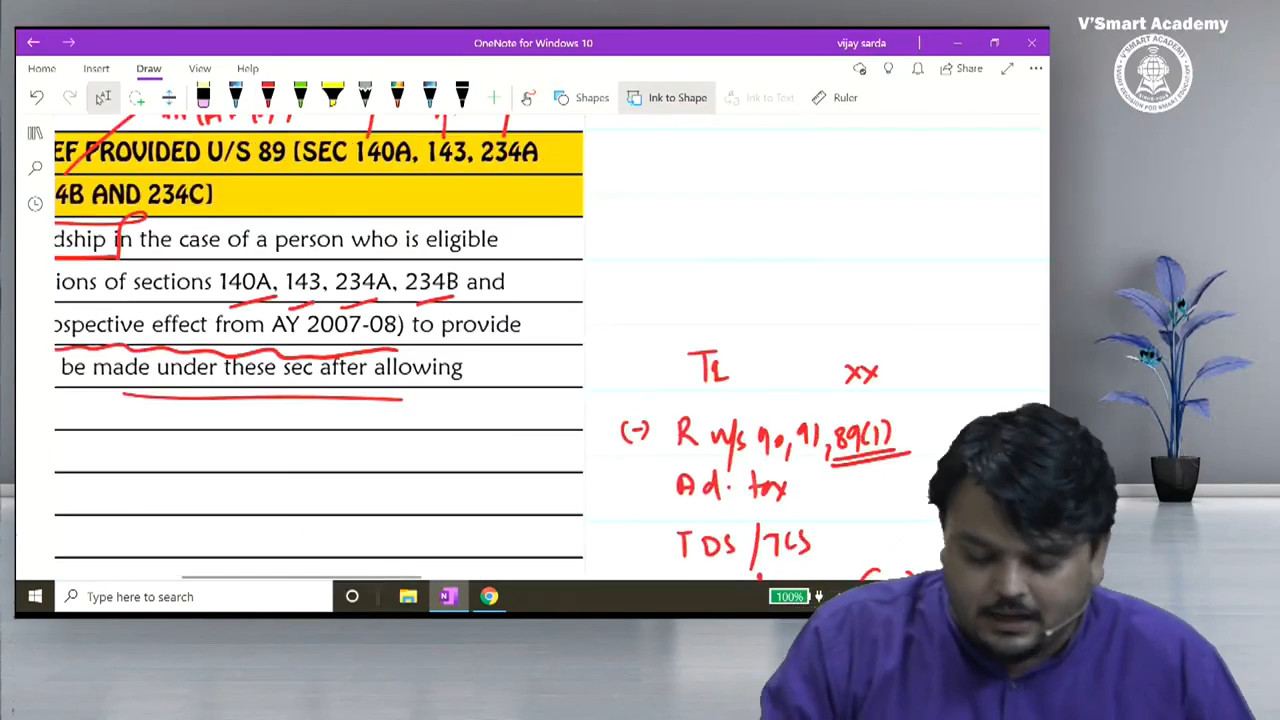 V'Smart Academy
OneNote for Windows 10
vijay sarda
Home Insert Draw View Help
Share
Shapes
Ink to Shape
Ink to Text
Ruler
EF PROVIDED U/S 89 [SEC 140A, 143, 234A
4B AND 234C]
dship in the case of a person who is eligible
ions of sections 140A, 143, 234A, 234B and
ospective effect from AY 2007-08) to provide
be made under these sec after allowing
TL xx
(-) R u/s 90, 91, 89(1)
Ad. tax
TDS/TCS
Type here to search
100%